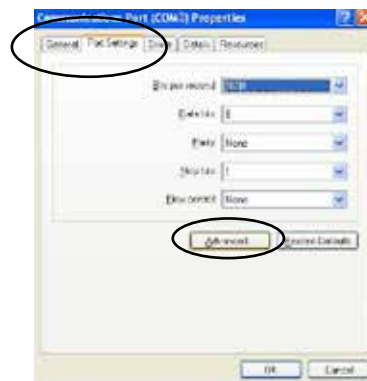 Communications Port (COM1) Properties
General Port Settings Driver Details Resources
Bits per second:
Data bits: 8
Parity: None
Stop bits: 1
Flow control: None
Advanced... Restore Defaults
OK Cancel